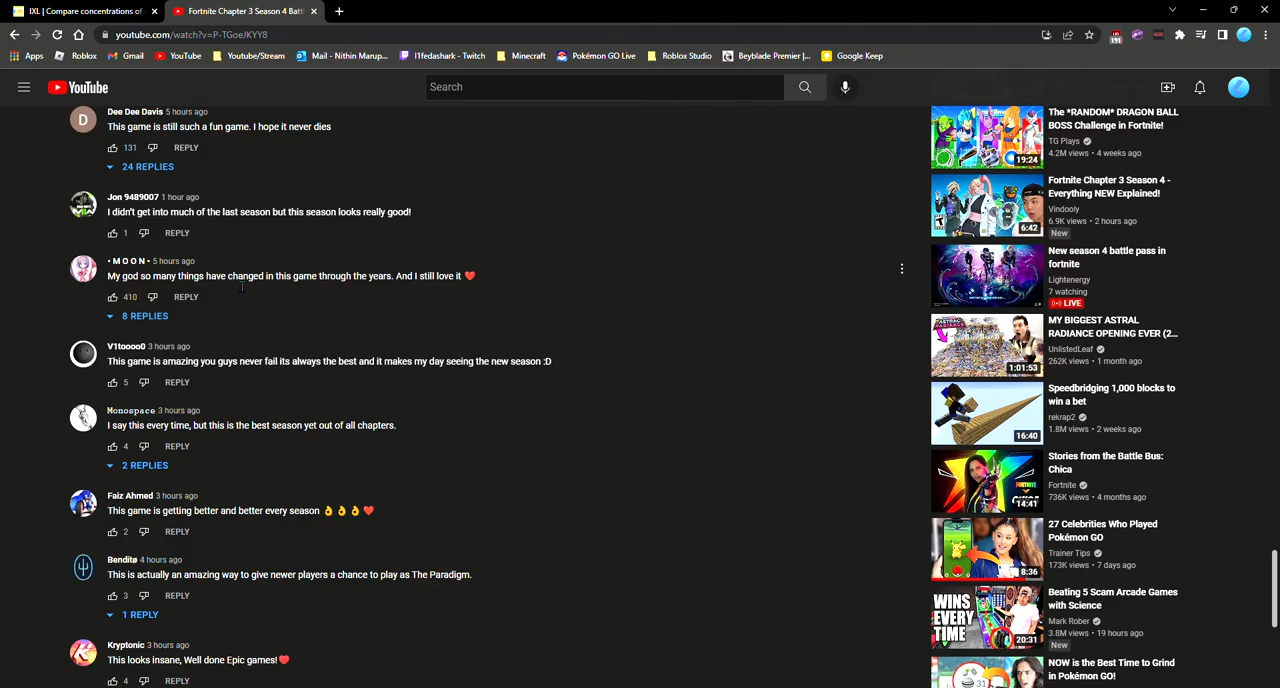 IXL | Compare concentrations of
Fortnite Chapter 3 Season 4 Batt
youtube.com/watch?v=P-TGoeJKYY8
191
Apps
Roblox
Gmail
YouTube
Youtube/Stream
Mail - Nithin Marup...
l1fedashark - Twitch
Minecraft
Pokémon GO Live
Roblox Studio
Beyblade Premier |...
Google Keep
YouTube
Search
D
Dee Dee Davis 5 hours ago
This game is still such a fun game. I hope it never dies
131 REPLY
24 REPLIES
Jon 9489007 1 hour ago
I didn't get into much of the last season but this season looks really good!
1 REPLY
• M O O N • 5 hours ago
My god so many things have changed in this game through the years. And I still love it ❤️
410 REPLY
8 REPLIES
V1toooo0 3 hours ago
This game is amazing you guys never fail its always the best and it makes my day seeing the new season :D
5 REPLY
Monospace 3 hours ago
I say this every time, but this is the best season yet out of all chapters.
4 REPLY
2 REPLIES
Faiz Ahmed 3 hours ago
This game is getting better and better every season 👌👌👌❤️
2 REPLY
Benditø 4 hours ago
This is actually an amazing way to give newer players a chance to play as The Paradigm.
3 REPLY
1 REPLY
Kryptonic 3 hours ago
This looks insane, Well done Epic games!❤️
4 REPLY
19:24
The *RANDOM* DRAGON BALL
BOSS Challenge in Fortnite!
TG Plays
4.2M views • 4 weeks ago
6:42
Fortnite Chapter 3 Season 4 -
Everything NEW Explained!
Vindooly
6.9K views • 2 hours ago
New
New season 4 battle pass in
fortnite
Lightenergy
7 watching
LIVE
1:01:53
MY BIGGEST ASTRAL
RADIANCE OPENING EVER (2...
UnlistedLeaf
262K views • 1 month ago
16:40
Speedbridging 1,000 blocks to
win a bet
rekrap2
1.8M views • 2 weeks ago
FORTNITE
CHICA
14:41
Stories from the Battle Bus:
Chica
Fortnite
736K views • 4 months ago
8:36
27 Celebrities Who Played
Pokémon GO
Trainer Tips
173K views • 7 days ago
WINS
EVERY
TIME
20:31
Beating 5 Scam Arcade Games
with Science
Mark Rober
3.8M views • 19 hours ago
New
31
NOW is the Best Time to Grind
in Pokémon GO!